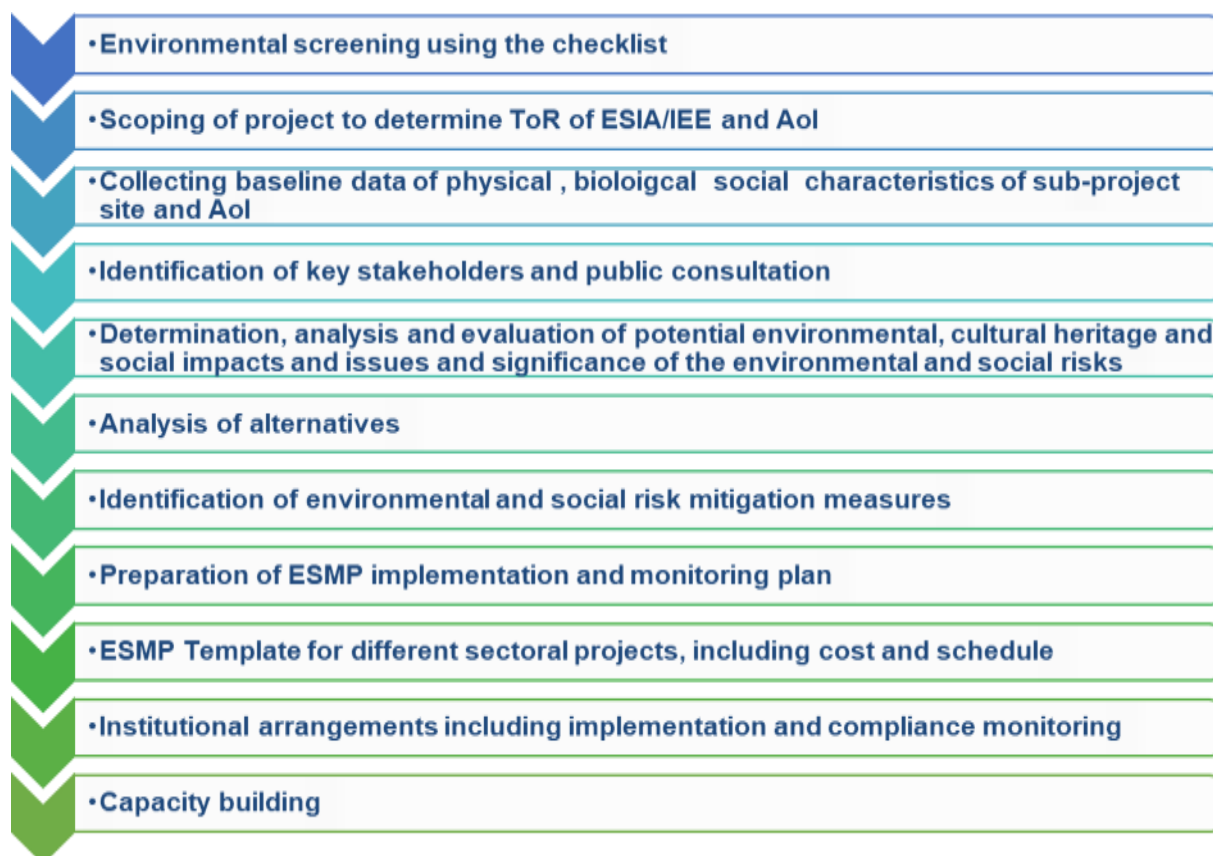 •Environmental screening using the checklist
•Scoping of project to determine ToR of ESIA/IEE and AoI
•Collecting baseline data of physical , bioloigcal social characteristics of sub-project
site and AoI
•Identification of key stakeholders and public consultation
•Determination, analysis and evaluation of potential environmental, cultural heritage and
social impacts and issues and significance of the environmental and social risks
•Analysis of alternatives
•Identification of environmental and social risk mitigation measures
•Preparation of ESMP implementation and monitoring plan
•ESMP Template for different sectoral projects, including cost and schedule
•Institutional arrangements including implementation and compliance monitoring
•Capacity building